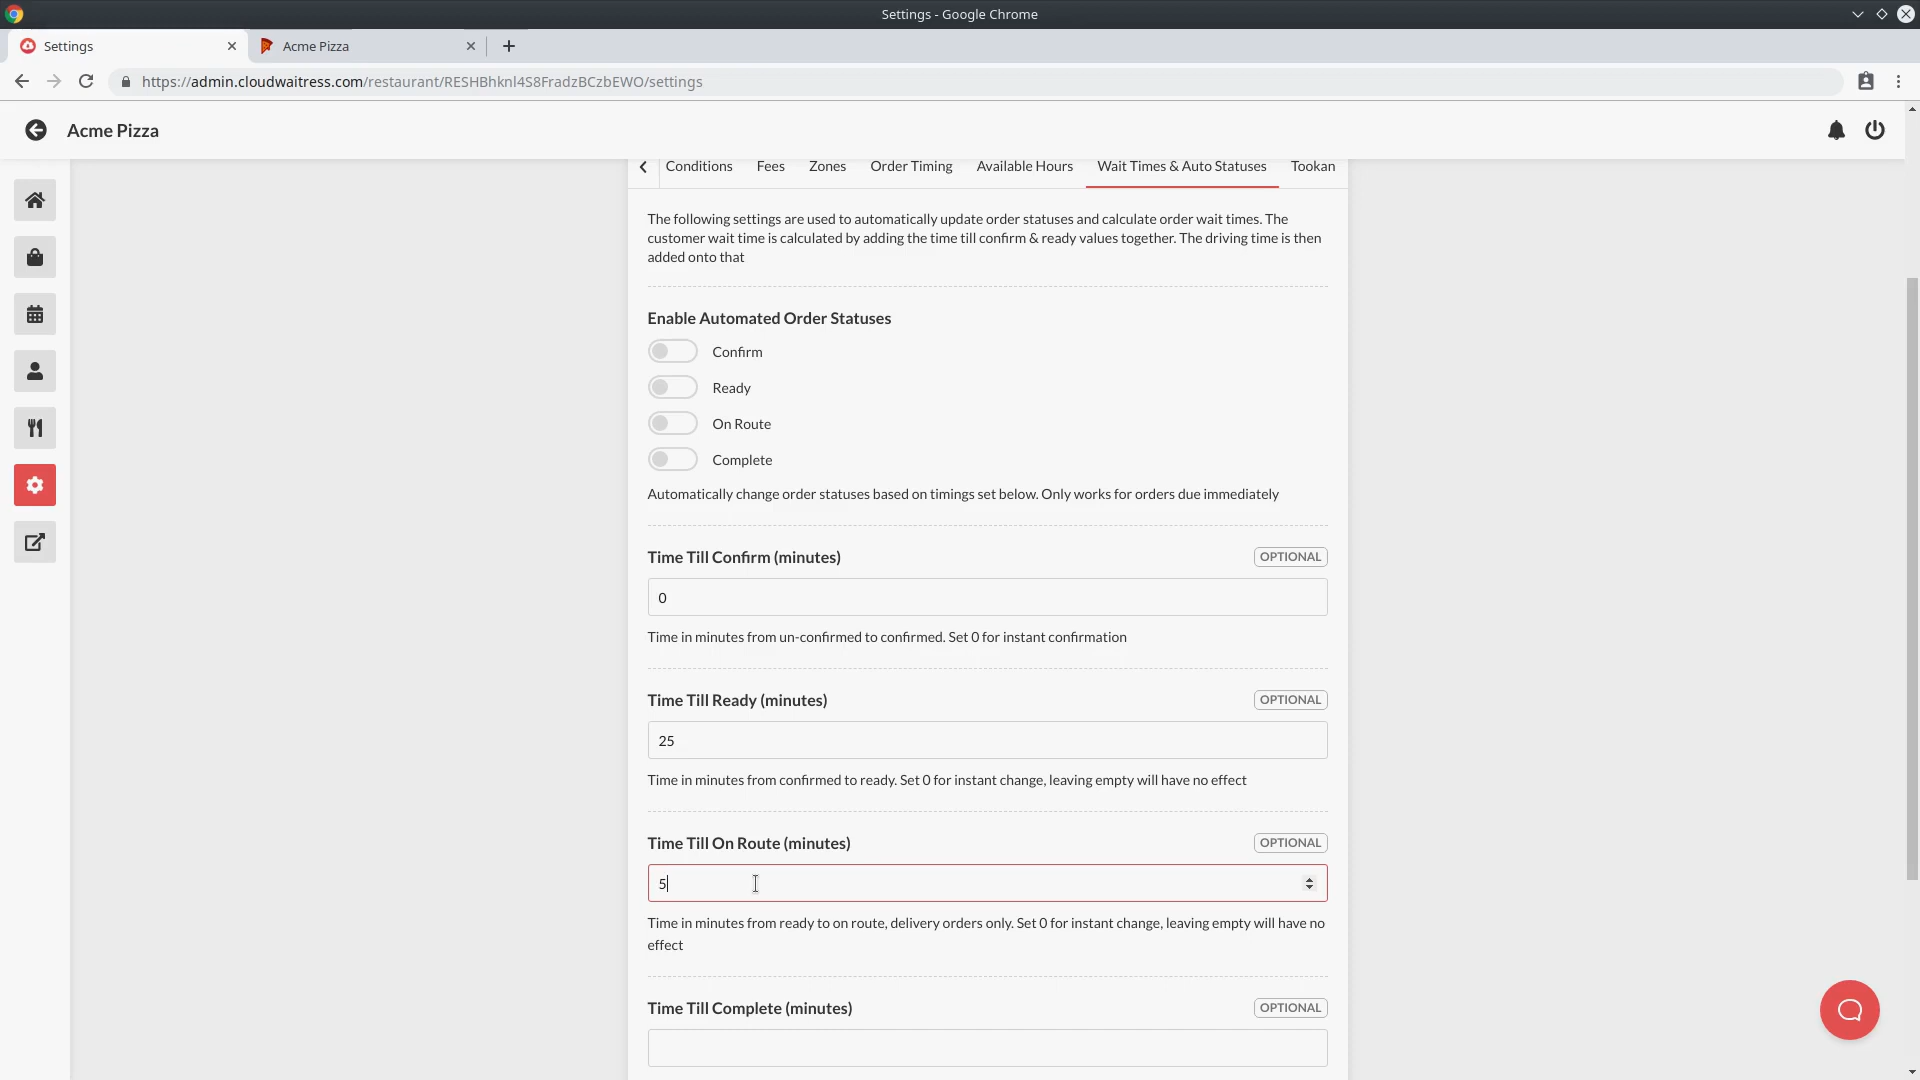 Settings - Google Chrome
Settings
Acme Pizza
https://admin.cloudwaitress.com/restaurant/RESHBhknl4S8FradzBCzbEWO/settings
Acme Pizza
Conditions Fees Zones Order Timing Available Hours Wait Times & Auto Statuses Tookan
The following settings are used to automatically update order statuses and calculate order wait times. The
customer wait time is calculated by adding the time till confirm & ready values together. The driving time is then
added onto that
Enable Automated Order Statuses
Confirm
Ready
On Route
Complete
Automatically change order statuses based on timings set below. Only works for orders due immediately
Time Till Confirm (minutes) OPTIONAL
0
Time in minutes from un-confirmed to confirmed. Set 0 for instant confirmation
Time Till Ready (minutes) OPTIONAL
25
Time in minutes from confirmed to ready. Set 0 for instant change, leaving empty will have no effect
Time Till On Route (minutes) OPTIONAL
5
Time in minutes from ready to on route, delivery orders only. Set 0 for instant change, leaving empty will have no
effect
Time Till Complete (minutes) OPTIONAL